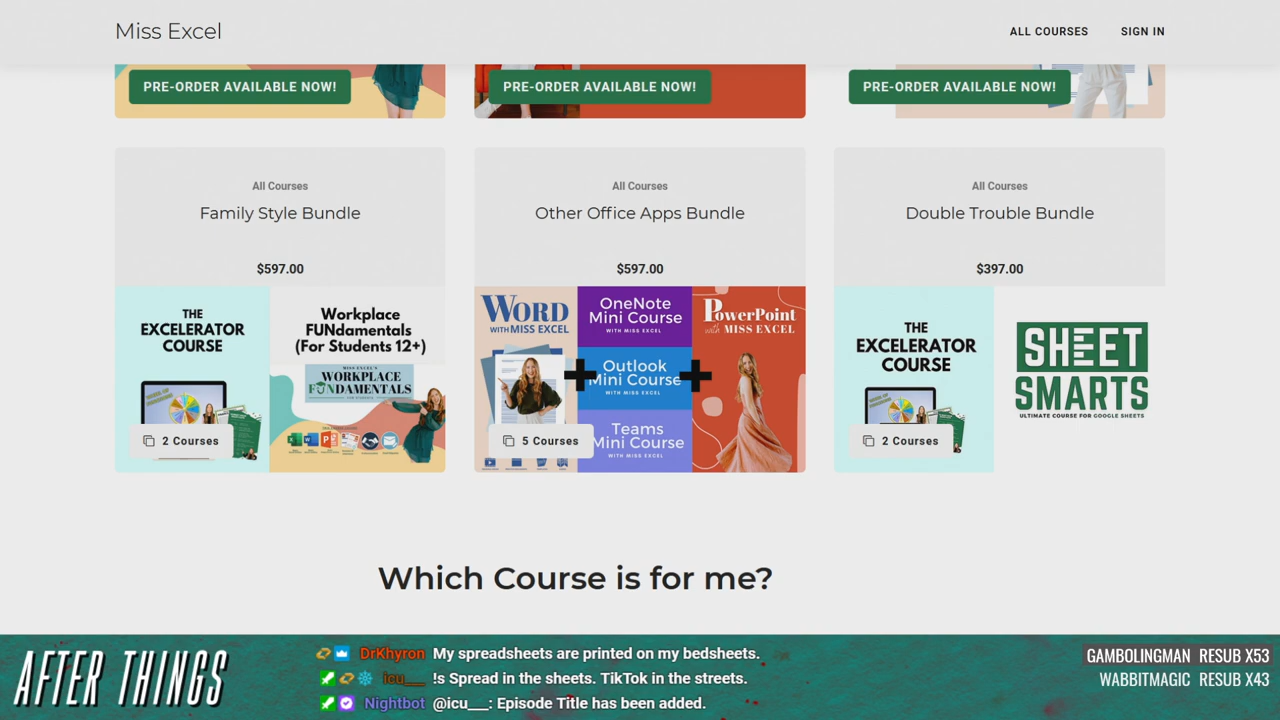 Miss Excel
ALL COURSES
SIGN IN
PRE-ORDER AVAILABLE NOW!
PRE-ORDER AVAILABLE NOW!
PRE-ORDER AVAILABLE NOW!
All Courses
Family Style Bundle
$597.00
THE
EXCELERATOR
COURSE
2 Courses
Workplace
FUNdamentals
(For Students 12+)
MISS EXCEL'S
WORKPLACE
FUNDAMENTALS
All Courses
Other Office Apps Bundle
$597.00
WORD
WITH MISS EXCEL
5 Courses
OneNote
Mini Course
WITH MISS EXCEL
Outlook
Mini Course
WITH MISS EXCEL
Teams
Mini Course
WITH MISS EXCEL
PowerPoint
with MISS EXCEL
All Courses
Double Trouble Bundle
$397.00
THE
EXCELERATOR
COURSE
2 Courses
SHEET
SMARTS
ULTIMATE COURSE FOR GOOGLE SHEETS
Which Course is for me?
AFTER THINGS
DrKhyron My spreadsheets are printed on my bedsheets.
icu__ !s Spread in the sheets. TikTok in the streets.
Nightbot @icu__: Episode Title has been added.
GAMBOLINGMAN RESUB X53
WABBITMAGIC RESUB X43